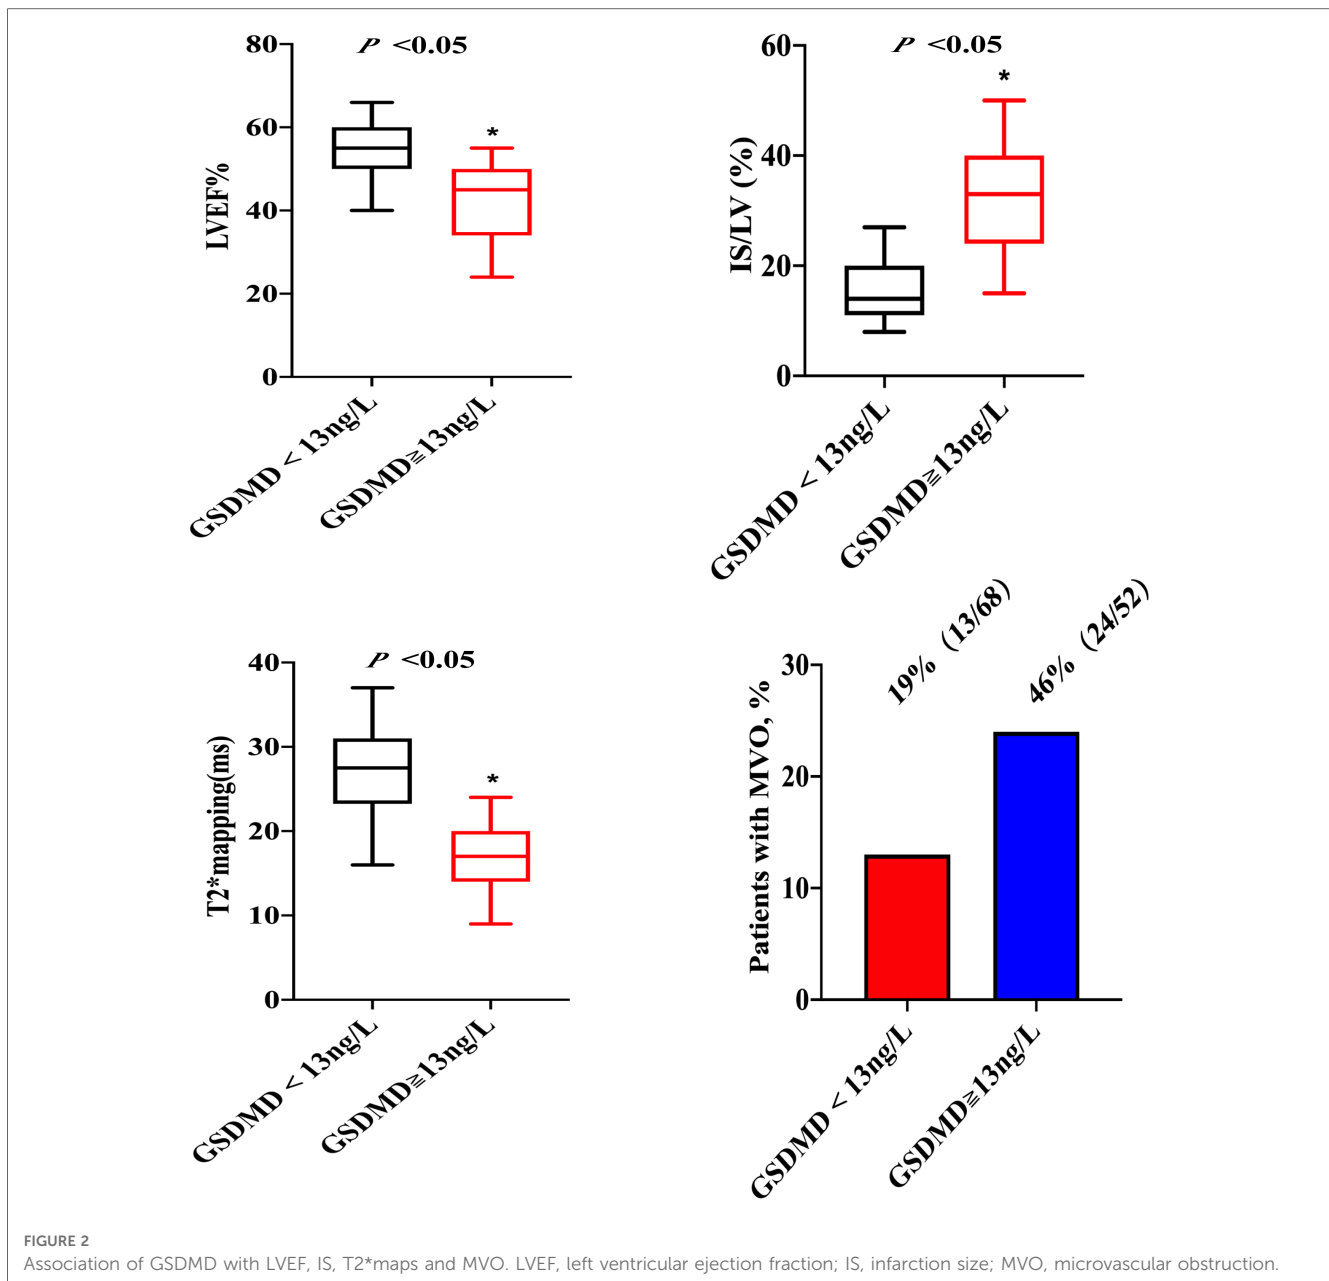 P <0.05
80
60
40
20
0
LVEF%
*
GSDMD < 13ng/L
GSDMD≧13ng/L
P <0.05
60
40
20
0
IS/LV (%)
*
GSDMD < 13ng/L
GSDMD≧13ng/L
P <0.05
40
30
20
10
0
T2*mapping(ms)
*
GSDMD < 13ng/L
GSDMD≧13ng/L
19% (13/68)
46% (24/52)
30
20
10
0
Patients with MVO, %
GSDMD < 13ng/L
GSDMD≧13ng/L
FIGURE 2
Association of GSDMD with LVEF, IS, T2*maps and MVO. LVEF, left ventricular ejection fraction; IS, infarction size; MVO, microvascular obstruction.